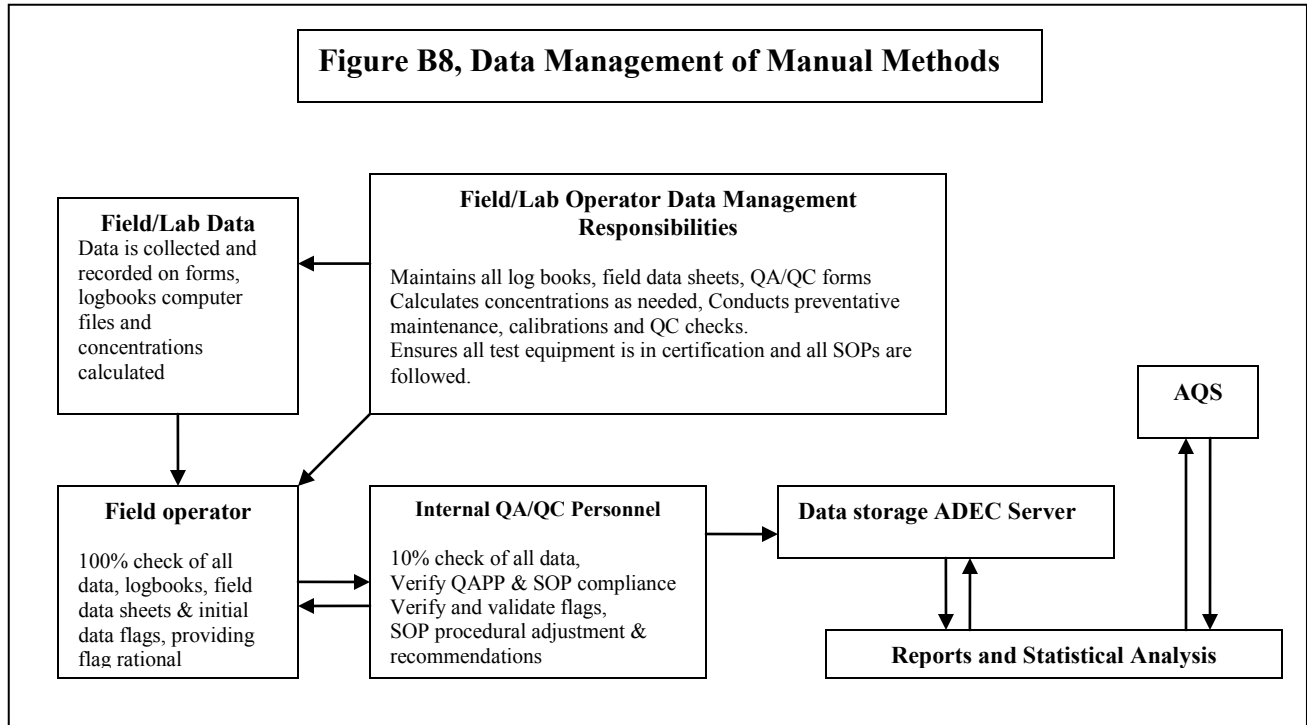 Figure B8, Data Management of Manual Methods
Field/Lab Data
Data is collected and
recorded on forms,
logbooks computer
files and
concentrations
calculated
Field/Lab Operator Data Management
Responsibilities
Maintains all log books, field data sheets, QA/QC forms
Calculates concentrations as needed, Conducts preventative
maintenance, calibrations and QC checks.
Ensures all test equipment is in certification and all SOPs are
followed.
AQS
Field operator
100% check of all
data, logbooks, field
data sheets & initial
data flags, providing
flag rational
Internal QA/QC Personnel
10% check of all data,
Verify QAPP & SOP compliance
Verify and validate flags,
SOP procedural adjustment &
recommendations
Data storage ADEC Server
Reports and Statistical Analysis